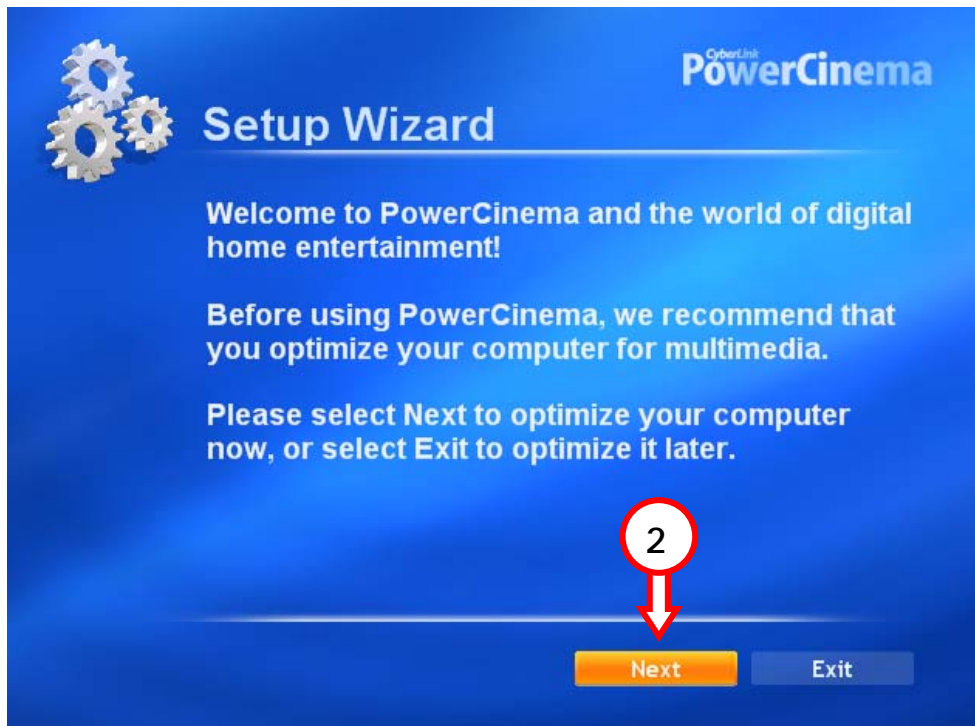 CyberLink
PowerCinema
Setup Wizard
Welcome to PowerCinema and the world of digital
home entertainment!
Before using PowerCinema, we recommend that
you optimize your computer for multimedia.
Please select Next to optimize your computer
now, or select Exit to optimize it later.
2
Next Exit